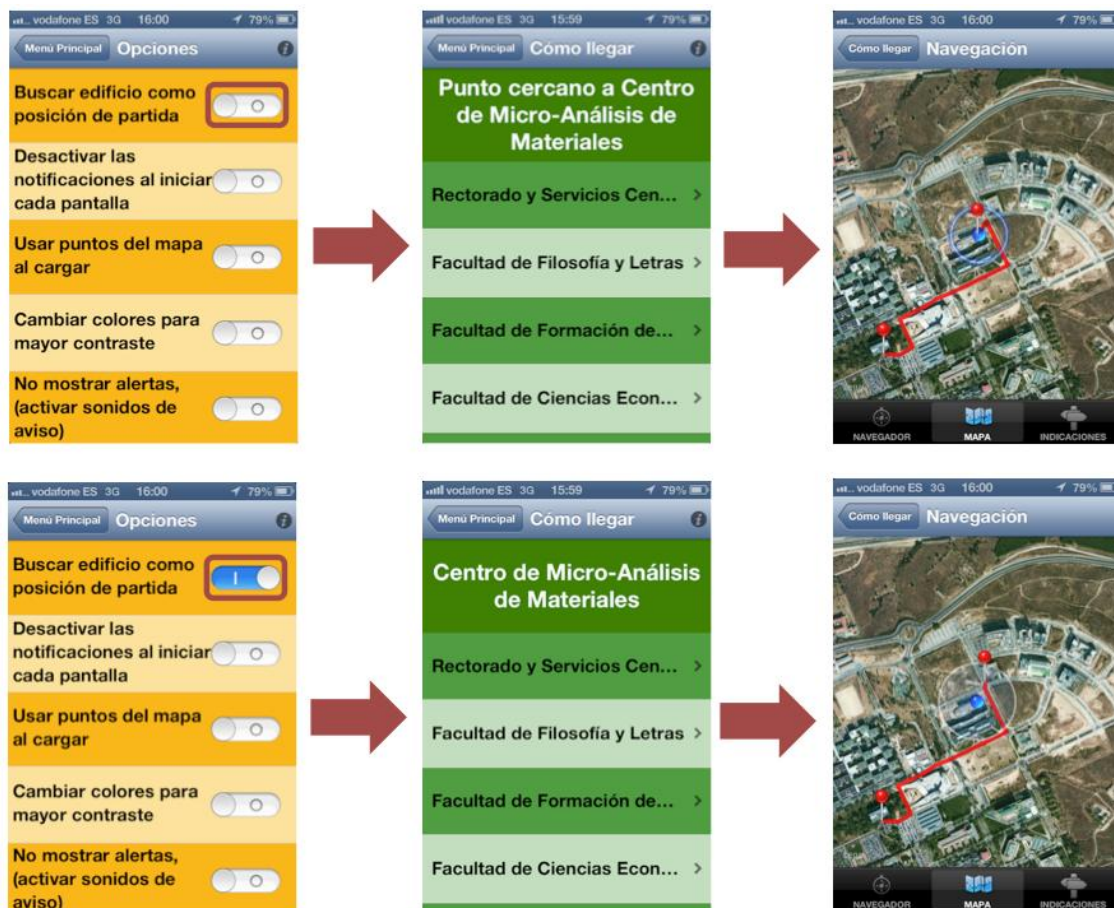 vodafone ES 3G 16:00 79%
Menú Principal Opciones
Buscar edificio como
posición de partida
Desactivar las
notificaciones al iniciar
cada pantalla
Usar puntos del mapa
al cargar
Cambiar colores para
mayor contraste
No mostrar alertas,
(activar sonidos de
aviso)
vodafone ES 3G 15:59 79%
Menú Principal Cómo llegar
Punto cercano a Centro
de Micro-Análisis de
Materiales
Rectorado y Servicios Cen...
Facultad de Filosofía y Letras
Facultad de Formación de...
Facultad de Ciencias Econ...
vodafone ES 3G 16:00 79%
Cómo llegar Navegación
NAVEGADOR MAPA INDICACIONES
vodafone ES 3G 16:00 79%
Menú Principal Opciones
Buscar edificio como
posición de partida
Desactivar las
notificaciones al iniciar
cada pantalla
Usar puntos del mapa
al cargar
Cambiar colores para
mayor contraste
No mostrar alertas,
(activar sonidos de
aviso)
vodafone ES 3G 15:59 79%
Menú Principal Cómo llegar
Centro de Micro-Análisis
de Materiales
Rectorado y Servicios Cen...
Facultad de Filosofía y Letras
Facultad de Formación de...
Facultad de Ciencias Econ...
vodafone ES 3G 16:00 79%
Cómo llegar Navegación
NAVEGADOR MAPA INDICACIONES